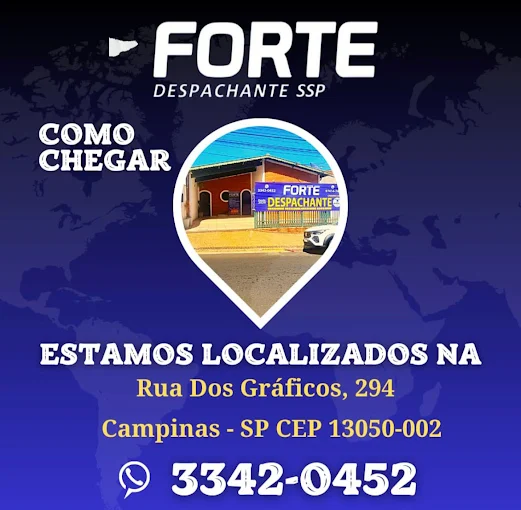 FORTE
DESPACHANTE SSP
COMO
CHEGAR
FORTE
DESPACHANTE
ESTAMOS LOCALIZADOS NA
Rua Dos Gráficos, 294
Campinas - SP CEP 13050-002
3342-0452